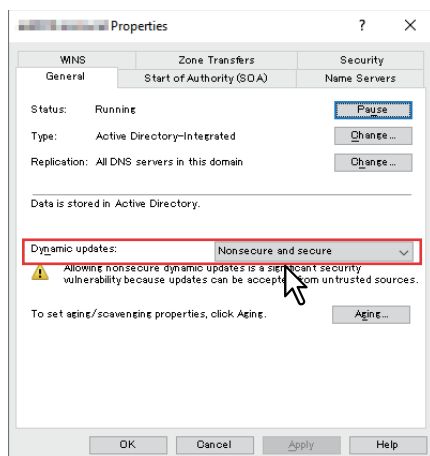 Properties
? ×
WINS Zone Transfers Security
General Start of Authority (SOA) Name Servers
Status: Running Pause
Type: Active Directory-Integrated Change...
Replication: All DNS servers in this domain Change...
Data is stored in Active Directory.
Dynamic updates: Nonsecure and secure
Allowing nonsecure dynamic updates is a significant security
vulnerability because updates can be accepted from untrusted sources.
To set aging/scavenging properties, click Aging. Aging...
OK Cancel Apply Help